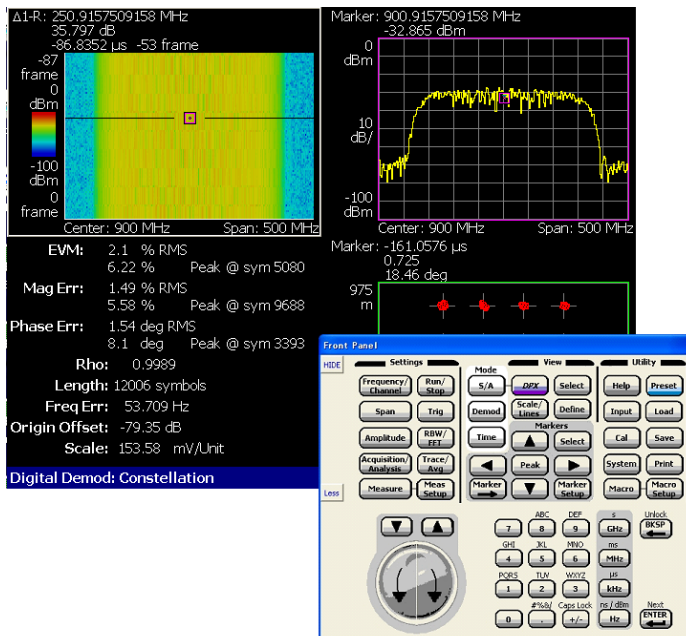 Δ1-R: 250.9157509158 MHz
35.797 dB
-86.8352 µs -53 frame
-87
frame
0
dBm
-100
dBm
0
frame
Center: 900 MHz Span: 500 MHz
Marker: 900.9157509158 MHz
-32.865 dBm
0
dBm
10
dB/
-100
dBm
Center: 900 MHz Span: 500 MHz
EVM: 2.1 % RMS
6.22 % Peak @ sym 5080
Mag Err: 1.49 % RMS
5.58 % Peak @ sym 9688
Phase Err: 1.54 deg RMS
8.1 deg Peak @ sym 3393
Rho: 0.9989
Length: 12006 symbols
Freq Err: 53.709 Hz
Origin Offset: -79.35 dB
Scale: 153.58 mV/Unit
Digital Demod: Constellation
Marker: -161.0576 µs
0.725
18.46 deg
975
m
Front Panel
HIDE
Less
Settings
Frequency/
Channel
Run/
Stop
Span
Trig
Amplitude
RBW/
FFT
Acquisition/
Analysis
Trace/
Avg
Measure
Meas
Setup
Mode
S/A
Demod
Time
View
DPX
Select
Scale/
Lines
Define
Markers
Select
Peak
Marker
Marker
Setup
Utility
Help
Preset
Input
Load
Cal
Save
System
Print
Macro
Macro
Setup
ABC DEF s Unlock
7 8 9 GHz BKSP
GHI JKL MNO ms
4 5 6 MHz
PQRS TUV WXYZ µs
1 2 3 kHz
#%&/ Caps Lock ns / dBm Next
0 . +/- Hz ENTER